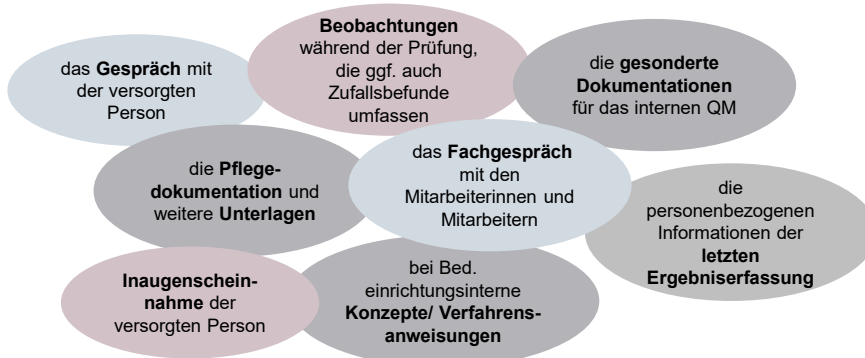 das Gespräch mit
der versorgten
Person
Beobachtungen
während der Prüfung,
die ggf. auch
Zufallsbefunde
umfassen
die gesonderte
Dokumentationen
für das internen QM
die Pflege-
dokumentation und
weitere Unterlagen
das Fachgespräch
mit den
Mitarbeiterinnen und
Mitarbeitern
die
personenbezogenen
Informationen der
letzten
Ergebniserfassung
Inaugenschein-
nahme der
versorgten Person
bei Bed.
einrichtungsinterne
Konzepte/ Verfahrens-
anweisungen